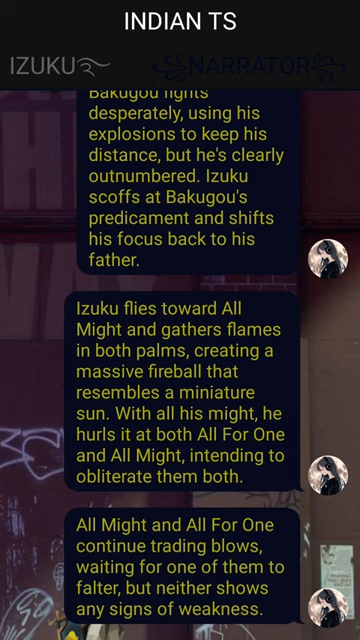 INDIAN TS
IZUKU
NARRATOR
Bakugou fights
desperately, using his
explosions to keep his
distance, but he's clearly
outnumbered. Izuku
scoffs at Bakugou's
predicament and shifts
his focus back to his
father.
Izuku flies toward All
Might and gathers flames
in both palms, creating a
massive fireball that
resembles a miniature
sun. With all his might, he
hurls it at both All For One
and All Might, intending to
obliterate them both.
All Might and All For One
continue trading blows,
waiting for one of them to
falter, but neither shows
any signs of weakness.